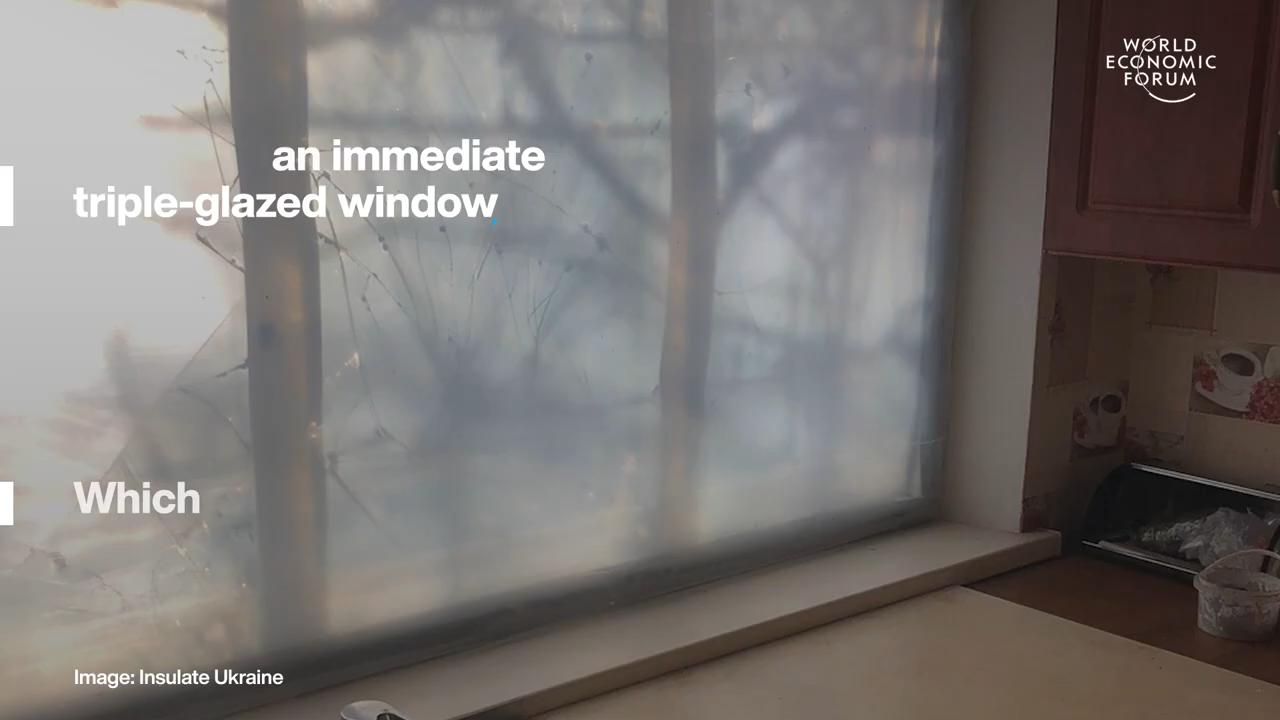 an immediate
triple-glazed window
Which
Image: Insulate Ukraine
WORLD
ECONOMIC
FORUM